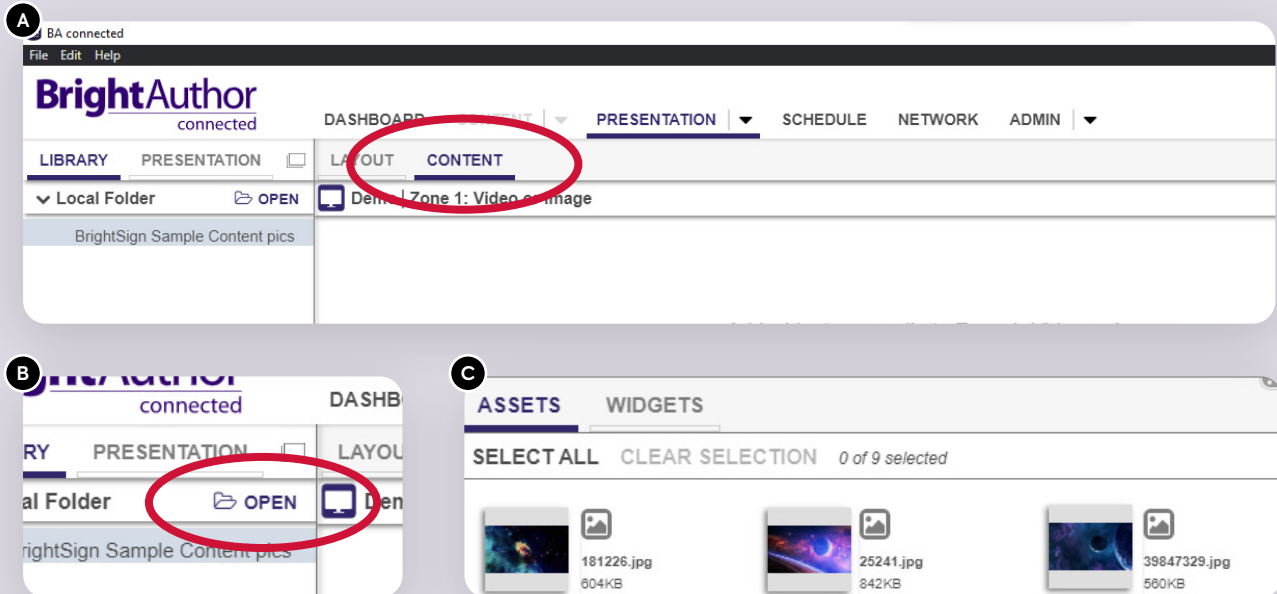 A
BA connected
File Edit Help
BrightAuthor
connected
DASHBOARD CONTENT PRESENTATION SCHEDULE NETWORK ADMIN
LIBRARY PRESENTATION LAYOUT CONTENT
Local Folder OPEN Demo | Zone 1: Video or Image
BrightSign Sample Content pics
B
connected DASHB
RY PRESENTATION LAYOU
al Folder OPEN Dem
rightSign Sample Content pics
C
ASSETS WIDGETS
SELECT ALL CLEAR SELECTION 0 of 9 selected
181226.jpg 25241.jpg 39847329.jpg
604KB 842KB 560KB